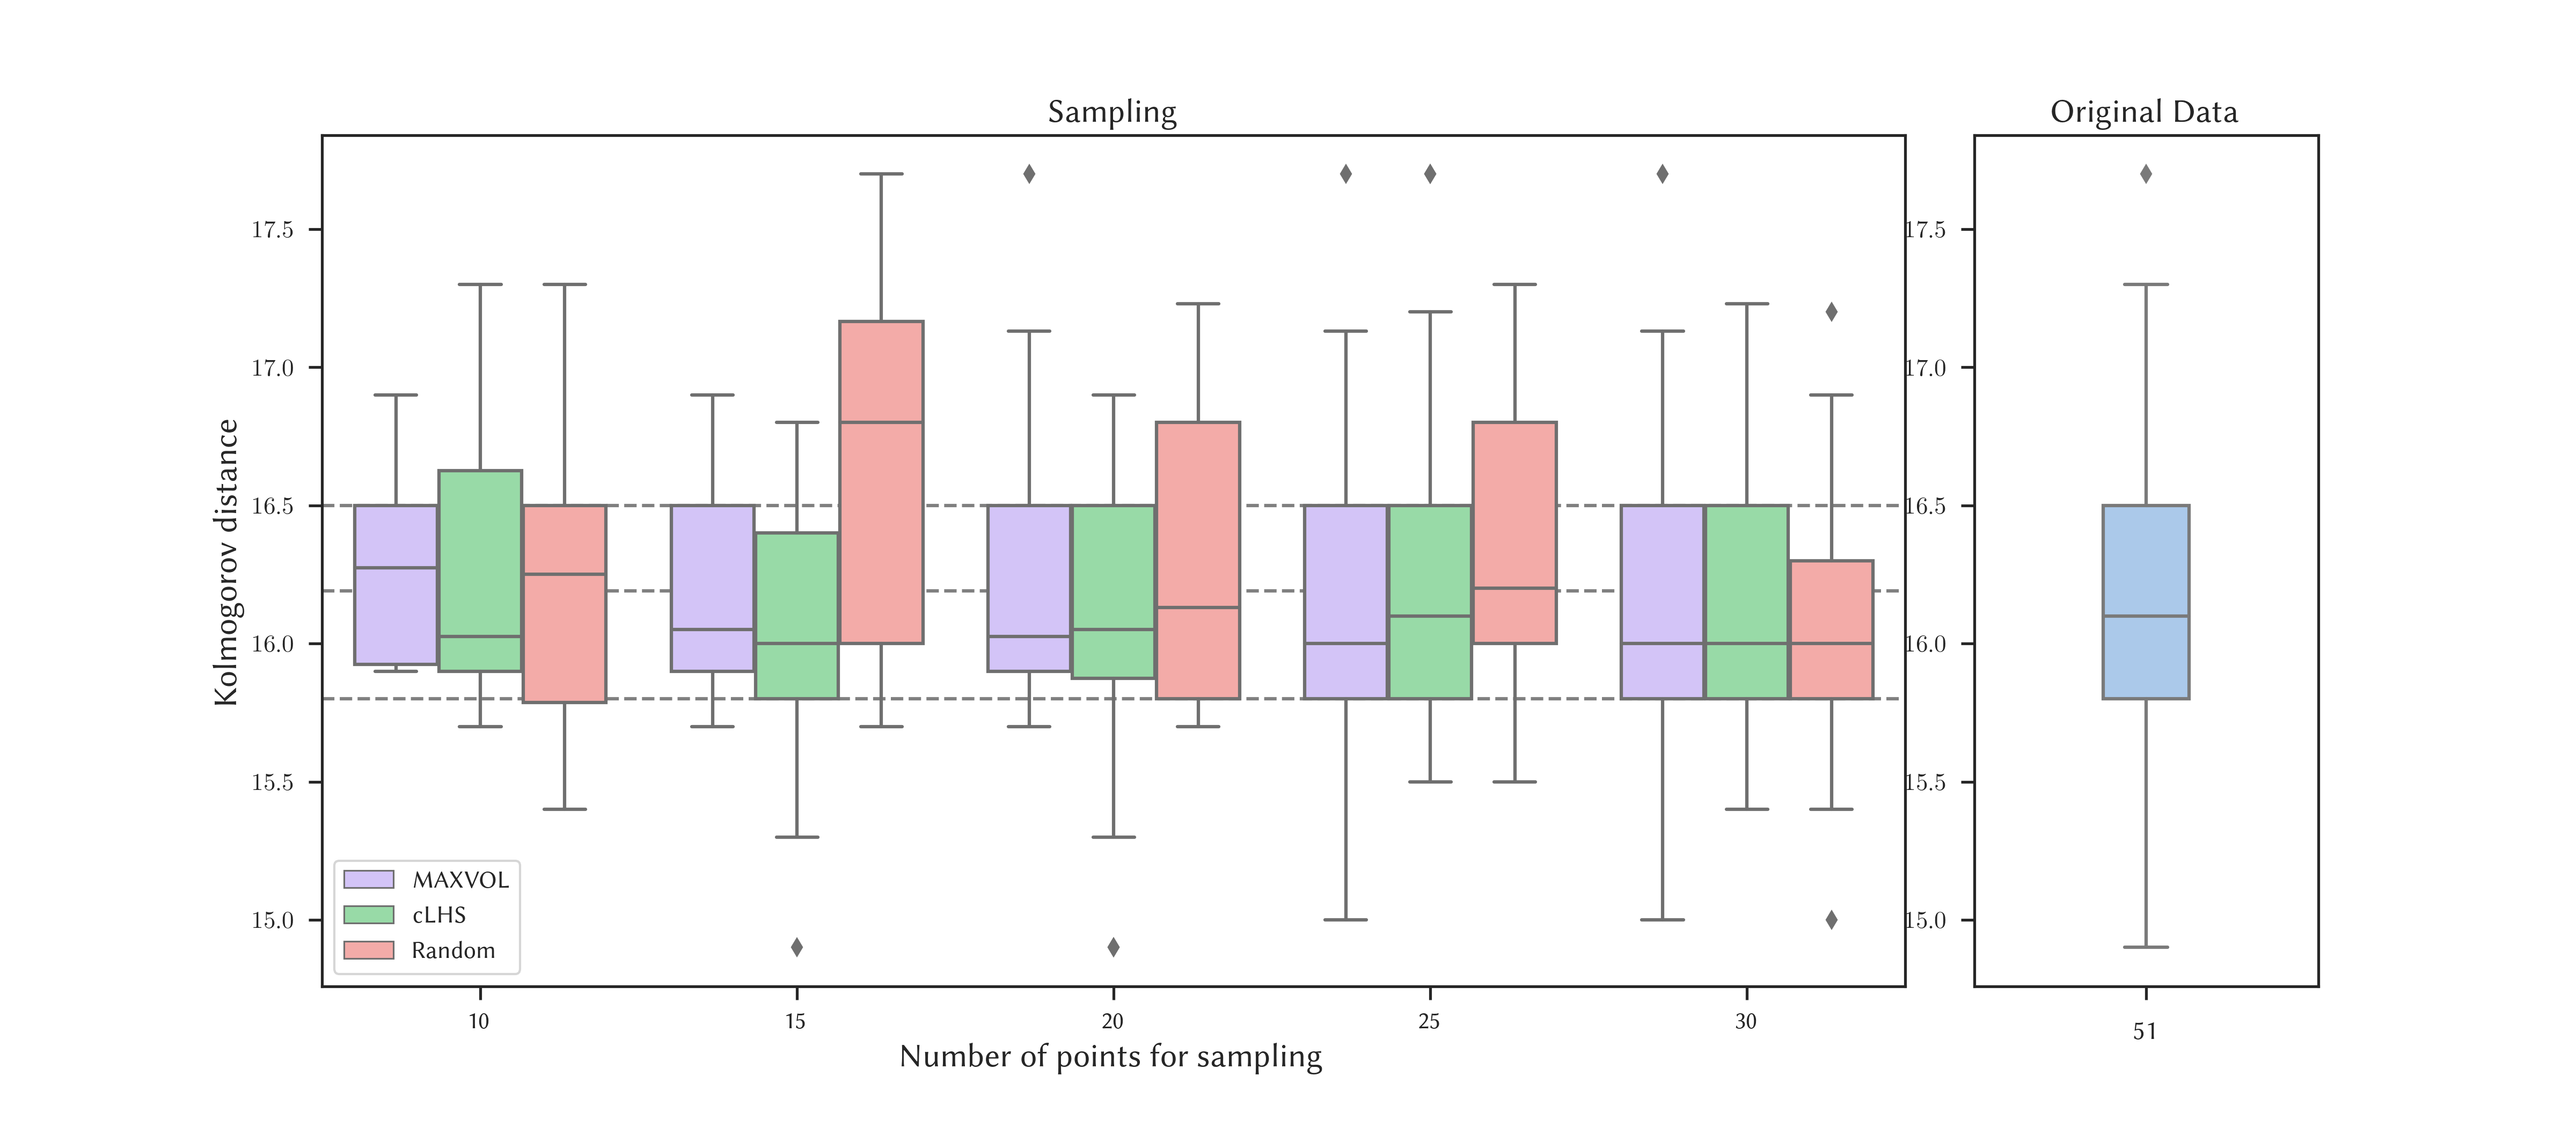 Sampling
Original Data
Kolmogorov distance
17.5
17.0
16.5
16.0
15.5
15.0
MAXVOL
cLHS
Random
10
15
20
25
30
Number of points for sampling
17.5
17.0
16.5
16.0
15.5
15.0
51